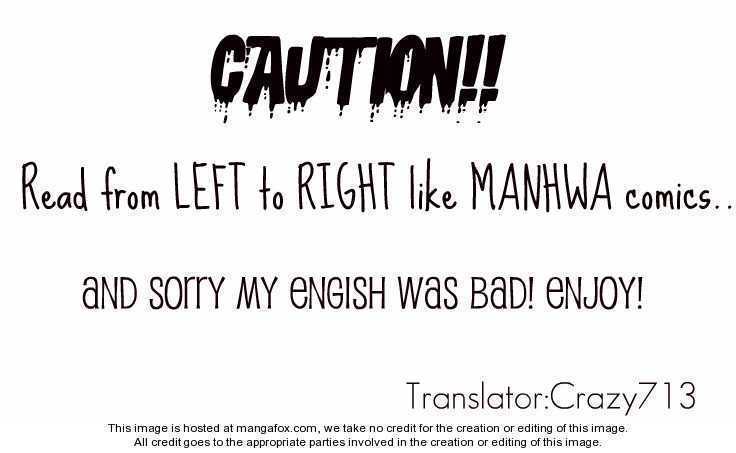 CAUTION!!
Read from LEFT to RIGHT like MANHWA comics..
and sorry my engish was bad! enjoy!
Translator:Crazy713
This image is hosted at mangafox.com, we take no credit for the creation or editing of this image.
All credit goes to the appropriate parties involved in the creation or editing of this image.